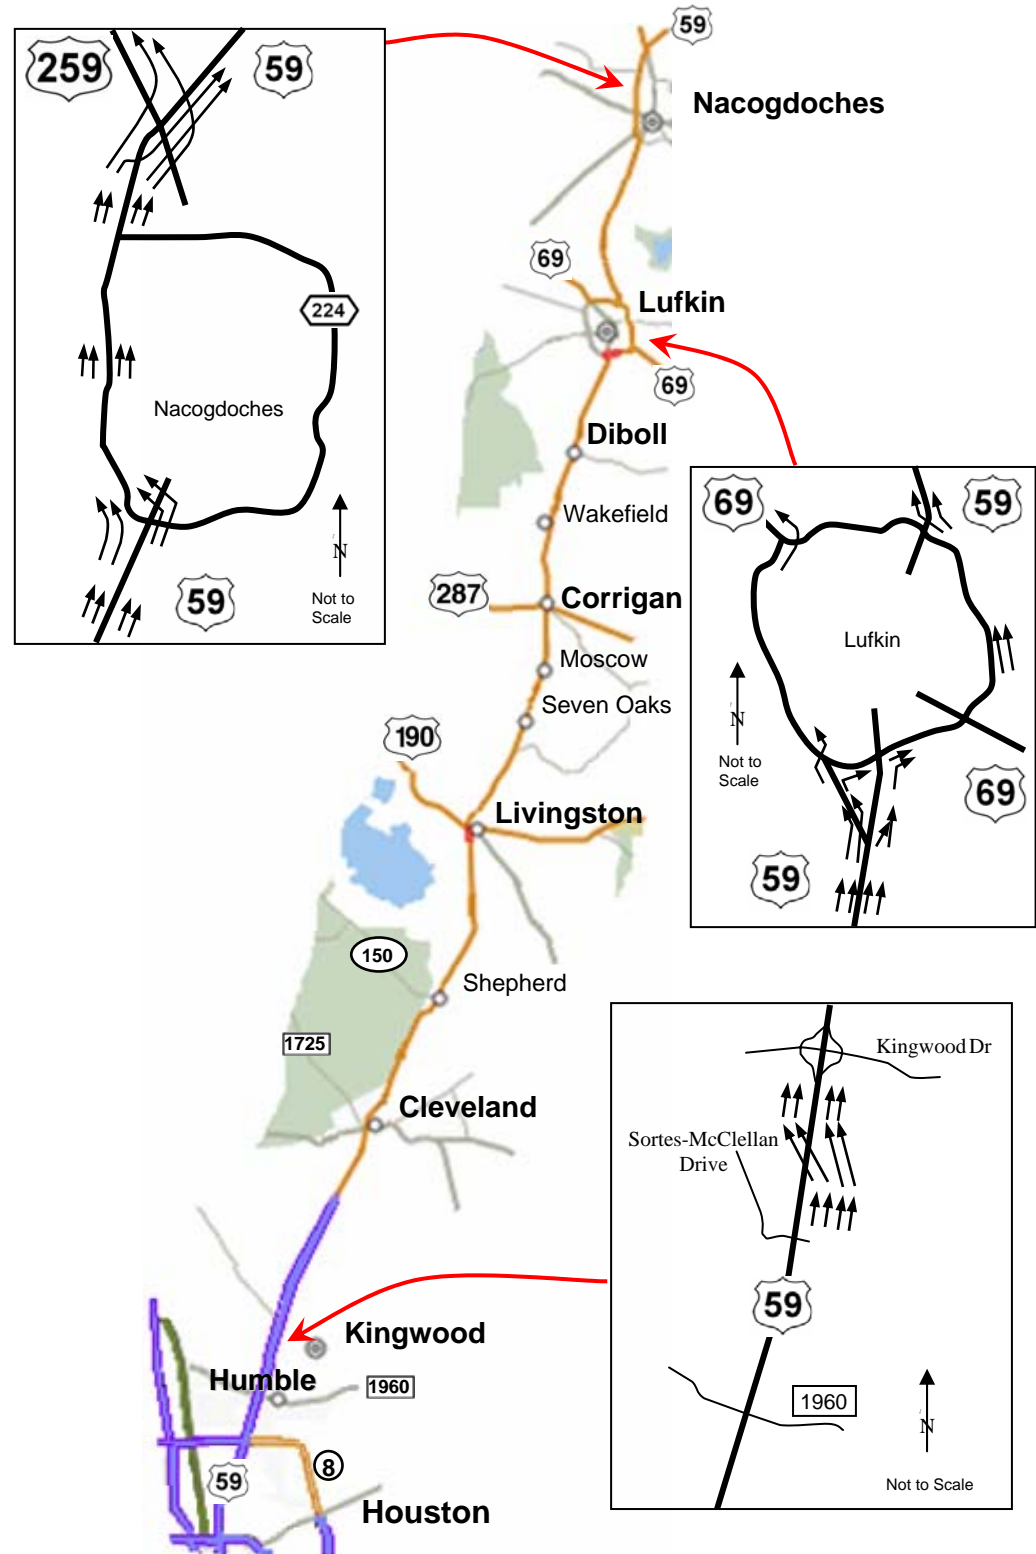 259
59
224
Nacogdoches
N
Not to
Scale
59
59
Nacogdoches
69
Lufkin
69
Diboll
Wakefield
287
Corrigan
Moscow
Seven Oaks
190
Livingston
150
Shepherd
1725
Cleveland
Kingwood
Humble
1960
8
59
Houston
69
59
Lufkin
N
Not to
Scale
69
59
Kingwood Dr
Sortes-McClellan
Drive
59
1960
N
Not to Scale